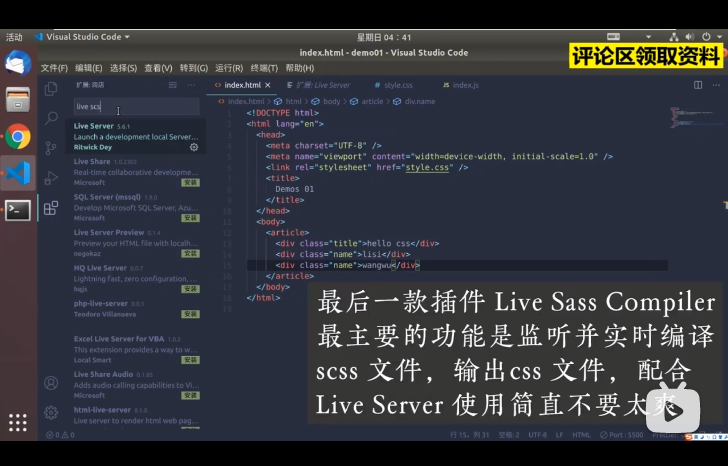 活动
Visual Studio Code
星期日 04：41
index.html - demo01 - Visual Studio Code
评论区领取资料
文件(F) 编辑(E) 选择(S) 查看(V) 转到(G) 运行(R) 终端(T) 帮助(H)
扩展: 商店
index.html
扩展: Live Server
style.css
index.js
live scs
index.html > html > body > article > div.name
Live Server 5.6.1
Launch a development local Server...
Ritwick Dey
Live Share 1.0.2902
Real-time collaborative developme...
Microsoft 安装
SQL Server (mssql) 1.9.0
Develop Microsoft SQL Server, Azu...
Microsoft 安装
Live Server Preview 0.1.4
Preview your HTML file with localh...
negokaz 安装
HQ Live Server 0.0.7
Lightning fast, zero configuration, ...
hqjs 安装
php-live-server 0.0.3
Teodoro Villanueva 安装
Excel Live Server for VBA 1.0.2
This extension provides a way to w...
Local Smart 安装
Live Share Audio 0.1.85
Adds audio calling capabilities to Vi...
Microsoft 安装
html-live-server
Live server to render html web pag...
<!DOCTYPE html>
<html lang="en">
<head>
<meta charset="UTF-8" />
<meta name="viewport" content="width=device-width, initial-scale=1.0" />
<link rel="stylesheet" href="style.css" />
<title>
Demos 01
</title>
</head>
<body>
<article>
<div class="title">hello css</div>
<div class="name">lisi</div>
<div class="name">wangwu</div>
</article>
</body>
</html>
最后一款插件 Live Sass Compiler
最主要的功能是监听并实时编译
scss 文件，输出css 文件，配合
Live Server 使用简直不要太爽
0 0
行 15, 列 31 空格: 2 UTF-8 LF HTML Port : 5500 Prettier